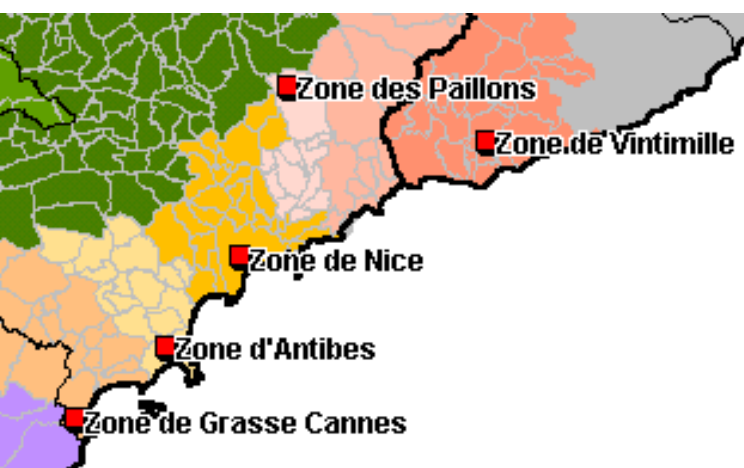 Zone des Paillons
Zone de Vintimille
Zone de Nice
Zone d'Antibes
Zone de Grasse Cannes